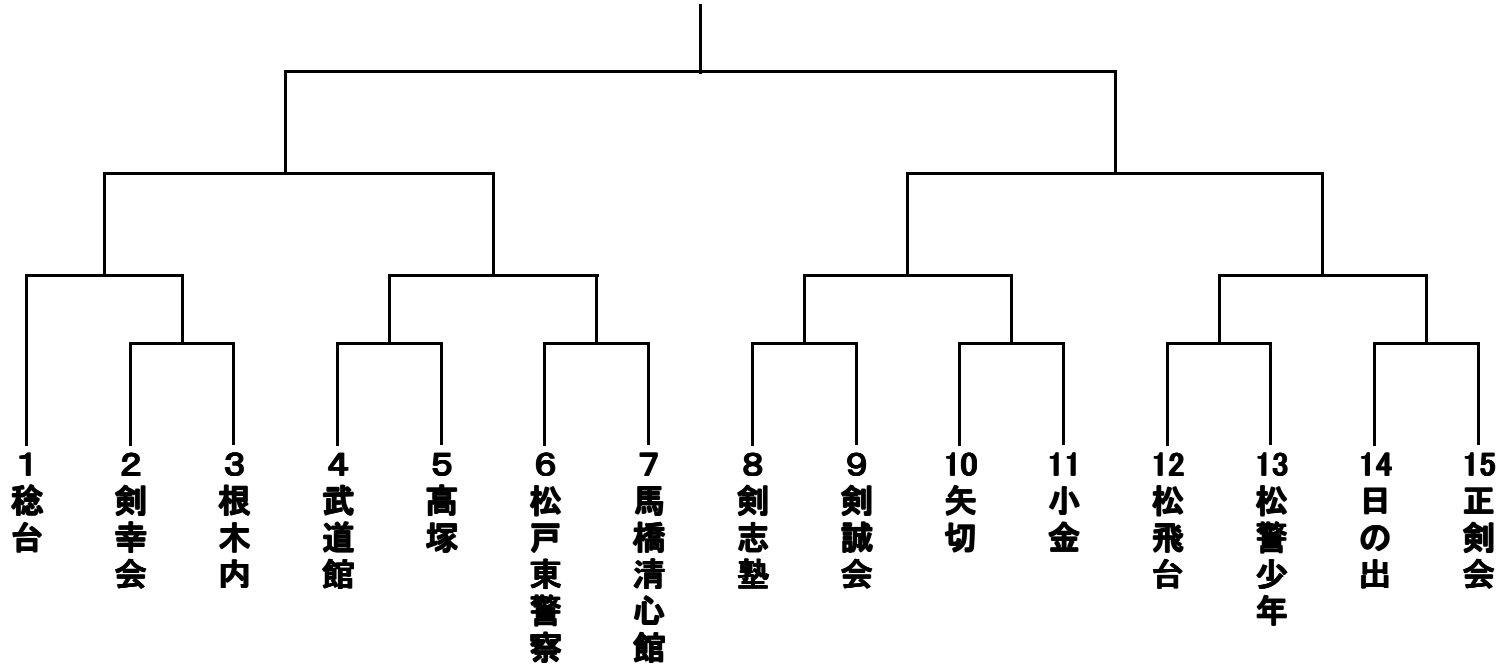 1 稔台
2 剣幸会
3 根木内
4 武道館
5 高塚
6 松戸東警察
7 馬橋清心館
8 剣志塾
9 剣誠会
10 矢切
11 小金
12 松飛台
13 松警少年
14 日の出
15 正剣会